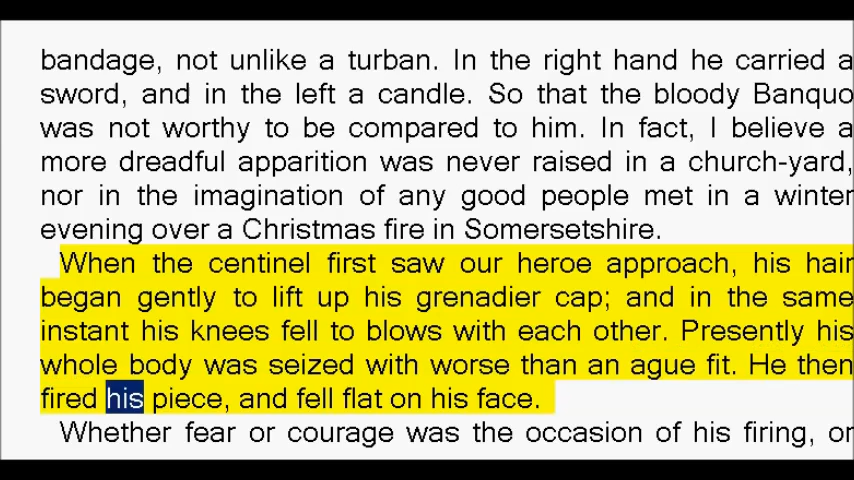 bandage, not unlike a turban. In the right hand he carried a
sword, and in the left a candle. So that the bloody Banquo
was not worthy to be compared to him. In fact, I believe a
more dreadful apparition was never raised in a church-yard,
nor in the imagination of any good people met in a winter
evening over a Christmas fire in Somersetshire.
When the centinel first saw our heroe approach, his hair
began gently to lift up his grenadier cap; and in the same
instant his knees fell to blows with each other. Presently his
whole body was seized with worse than an ague fit. He then
fired his piece, and fell flat on his face.
Whether fear or courage was the occasion of his firing, or